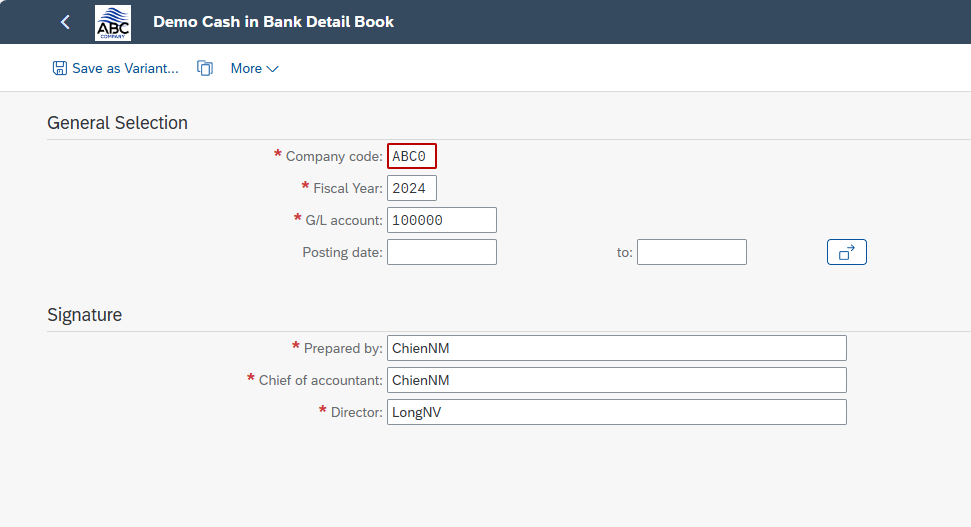 ABC
COMPANY
Demo Cash in Bank Detail Book
Save as Variant... More
General Selection
* Company code: ABC0
* Fiscal Year: 2024
* G/L account: 100000
Posting date: to:
Signature
* Prepared by: ChienNM
* Chief of accountant: ChienNM
* Director: LongNV